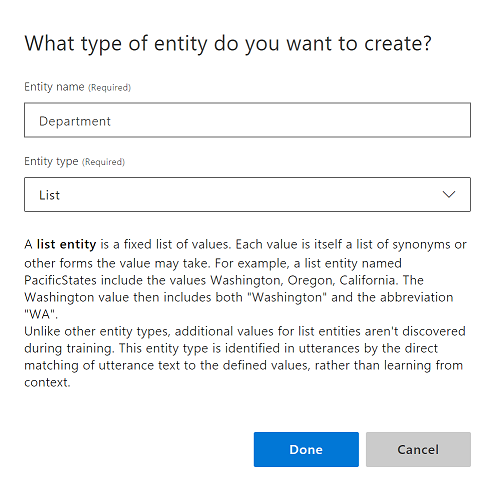 What type of entity do you want to create?
Entity name (Required)
Department
Entity type (Required)
List
A list entity is a fixed list of values. Each value is itself a list of synonyms or
other forms the value may take. For example, a list entity named
PacificStates include the values Washington, Oregon, California. The
Washington value then includes both "Washington" and the abbreviation
"WA".
Unlike other entity types, additional values for list entities aren't discovered
during training. This entity type is identified in utterances by the direct
matching of utterance text to the defined values, rather than learning from
context.
Done Cancel